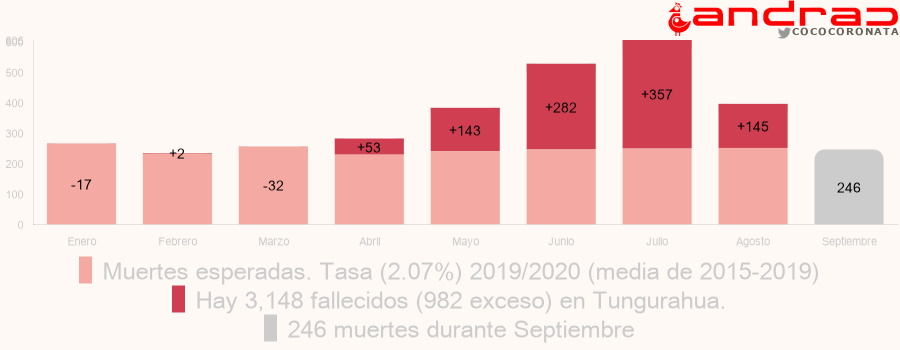 andrab
COCOCORONATA
500
400
300
200
100
0
-17
+2
-32
+53
+143
+282
+357
+145
246
Enero Febrero Marzo Abril Mayo Junio Julio Agosto Septiembre
Muertes esperadas. Tasa (2.07%) 2019/2020 (media de 2015-2019)
Hay 3,148 fallecidos (982 exceso) en Tungurahua.
246 muertes durante Septiembre